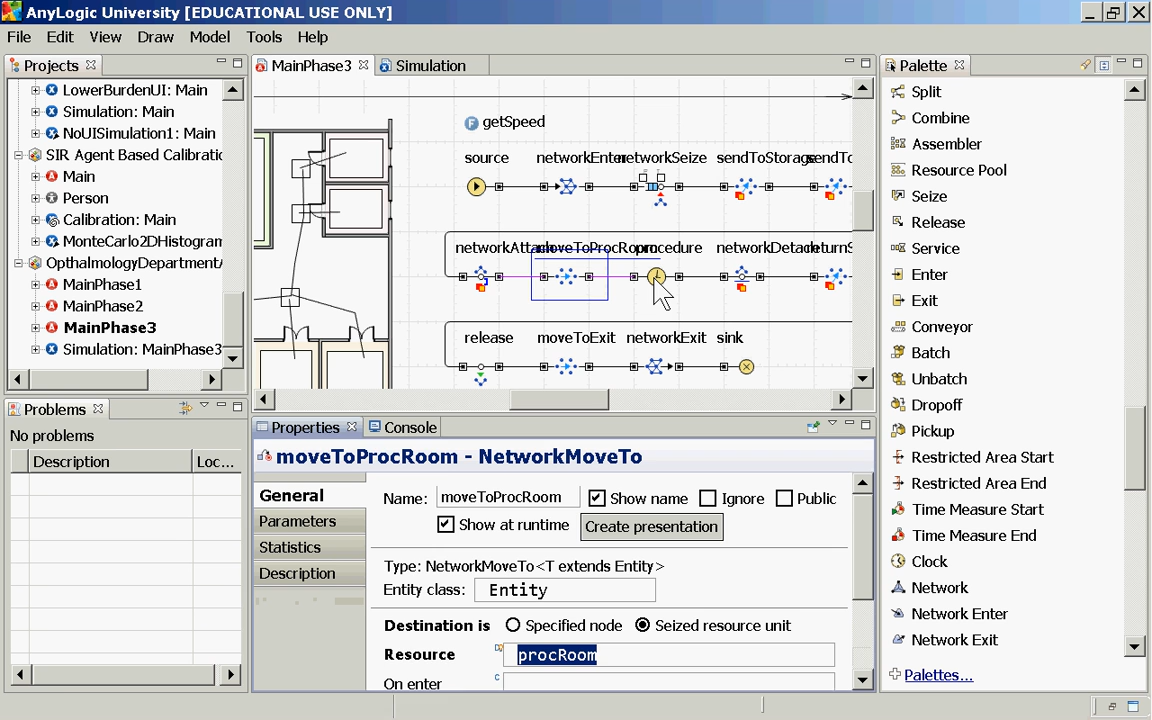 AnyLogic University [EDUCATIONAL USE ONLY]
File Edit View Draw Model Tools Help
Projects
LowerBurdenUI: Main
Simulation: Main
NoUISimulation1: Main
SIR Agent Based Calibratic
Main
Person
Calibration: Main
MonteCarlo2DHistogram
OpthalmologyDepartmentA
MainPhase1
MainPhase2
MainPhase3
Simulation: MainPhase3
Problems
No problems
Description Loc...
MainPhase3 Simulation
getSpeed
source networkEnter networkSeize sendToStorage sendTo
networkAttach moveToProcRoom procedure networkDetach returnS
release moveToExit networkExit sink
Properties Console
moveToProcRoom - NetworkMoveTo
General
Parameters
Statistics
Description
Name: moveToProcRoom Show name Ignore Public
Show at runtime Create presentation
Type: NetworkMoveTo<T extends Entity>
Entity class: Entity
Destination is Specified node Seized resource unit
Resource procRoom
On enter
Palette
Split
Combine
Assembler
Resource Pool
Seize
Release
Service
Enter
Exit
Conveyor
Batch
Unbatch
Dropoff
Pickup
Restricted Area Start
Restricted Area End
Time Measure Start
Time Measure End
Clock
Network
Network Enter
Network Exit
Palettes...